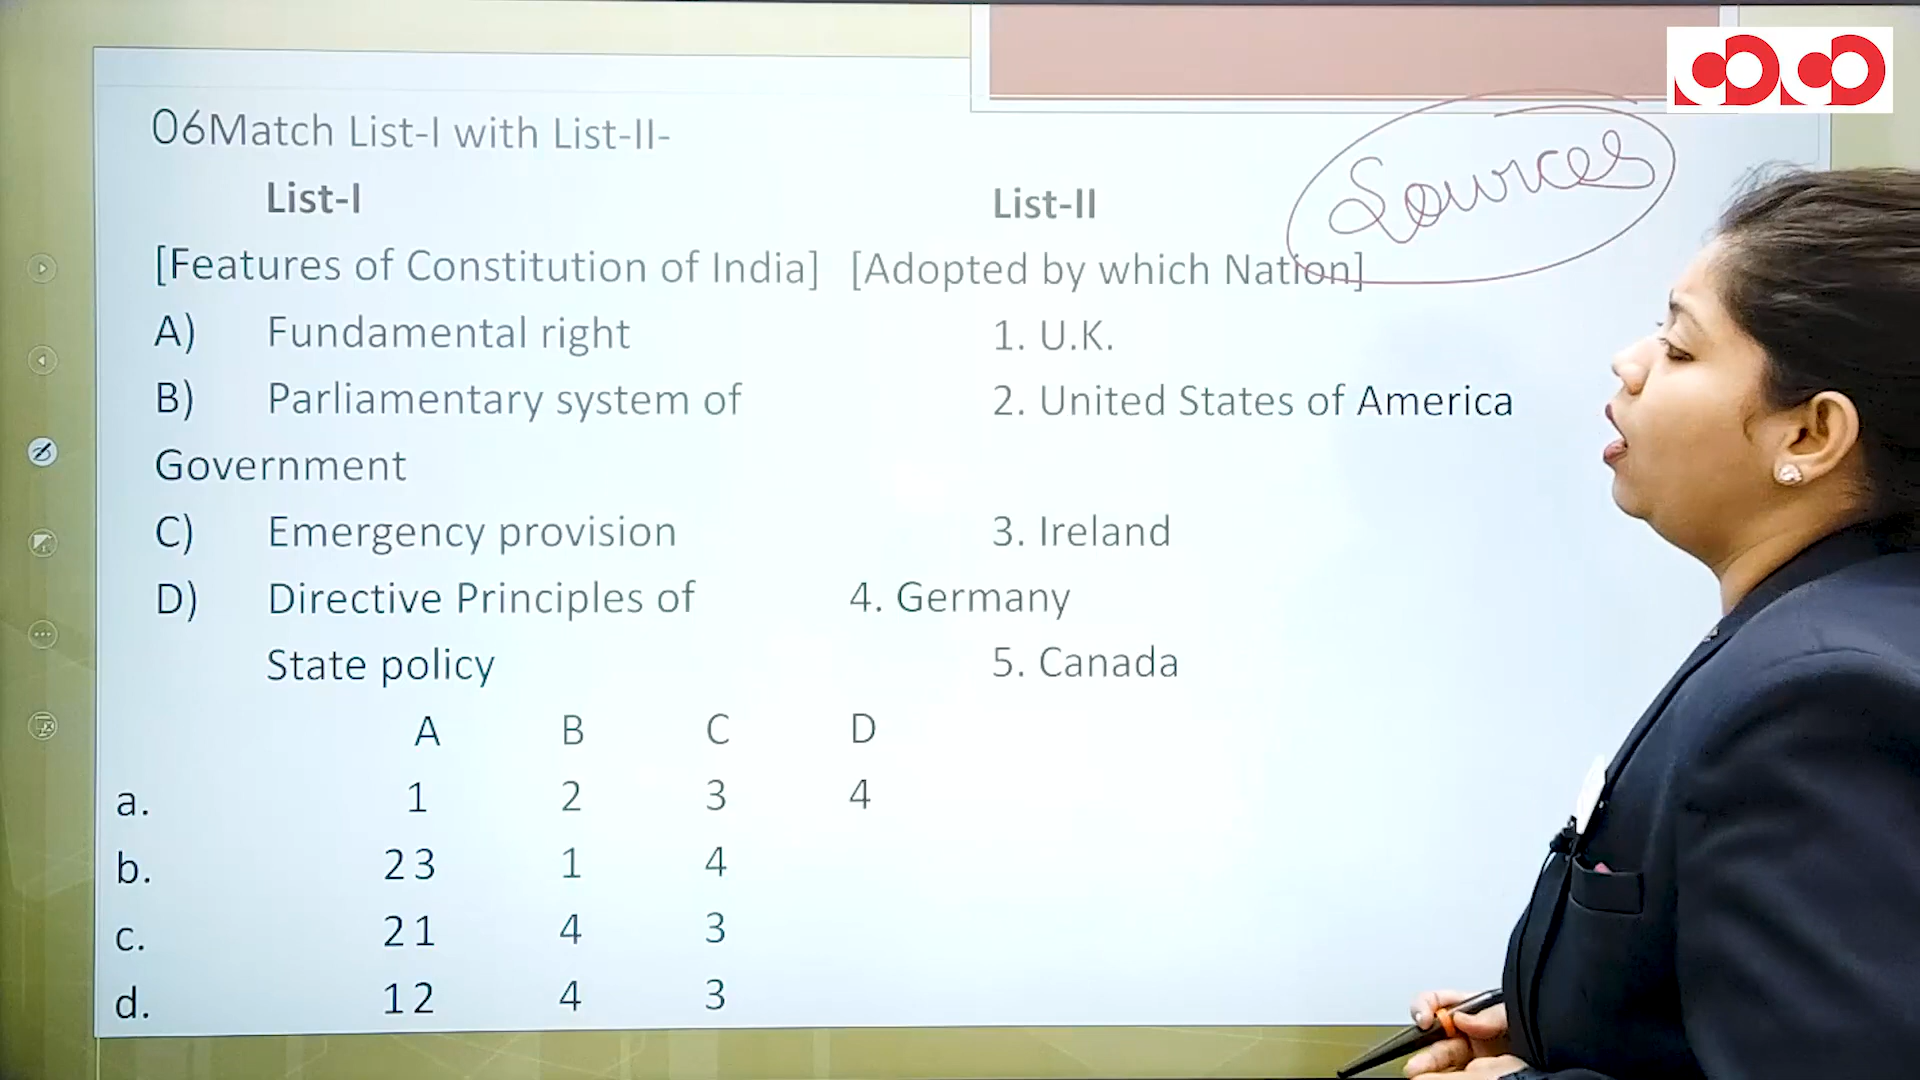 06Match List-I with List-II-
Sources
List-I List-II
[Features of Constitution of India] [Adopted by which Nation]
A) Fundamental right 1. U.K.
B) Parliamentary system of 2. United States of America
Government
C) Emergency provision 3. Ireland
D) Directive Principles of 4. Germany
State policy 5. Canada
A B C D
a. 1 2 3 4
b. 2 3 1 4
c. 2 1 4 3
d. 1 2 4 3